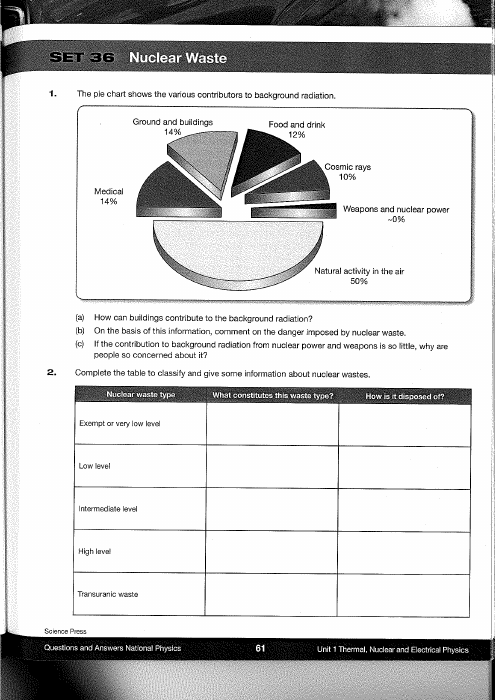 SET 36 Nuclear Waste
1. The pie chart shows the various contributors to background radiation.
Ground and buildings
14%
Food and drink
12%
Cosmic rays
10%
Medical
14%
Weapons and nuclear power
~0%
Natural activity in the air
50%
(a) How can buildings contribute to the background radiation?
(b) On the basis of this information, comment on the danger imposed by nuclear waste.
(c) If the contribution to background radiation from nuclear power and weapons is so little, why are
people so concerned about it?
2. Complete the table to classify and give some information about nuclear wastes.
Nuclear waste type What constitutes this waste type? How is it disposed of?
Exempt or very low level
Low level
Intermediate level
High level
Transuranic waste
Science Press
Questions and Answers National Physics 61 Unit 1 Thermal, Nuclear and Electrical Physics